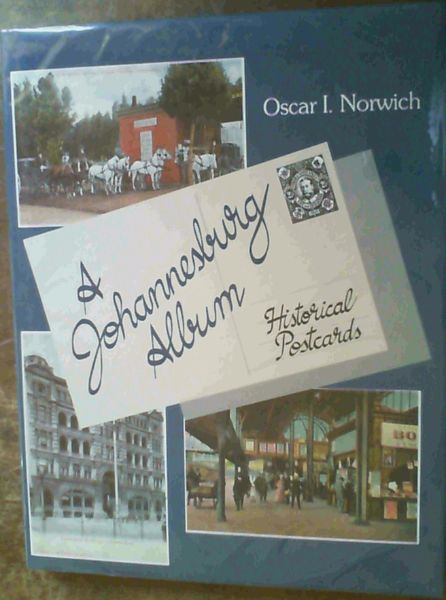 Oscar I. Norwich
A
Johannesburg
Album
Historical
Postcards
BO